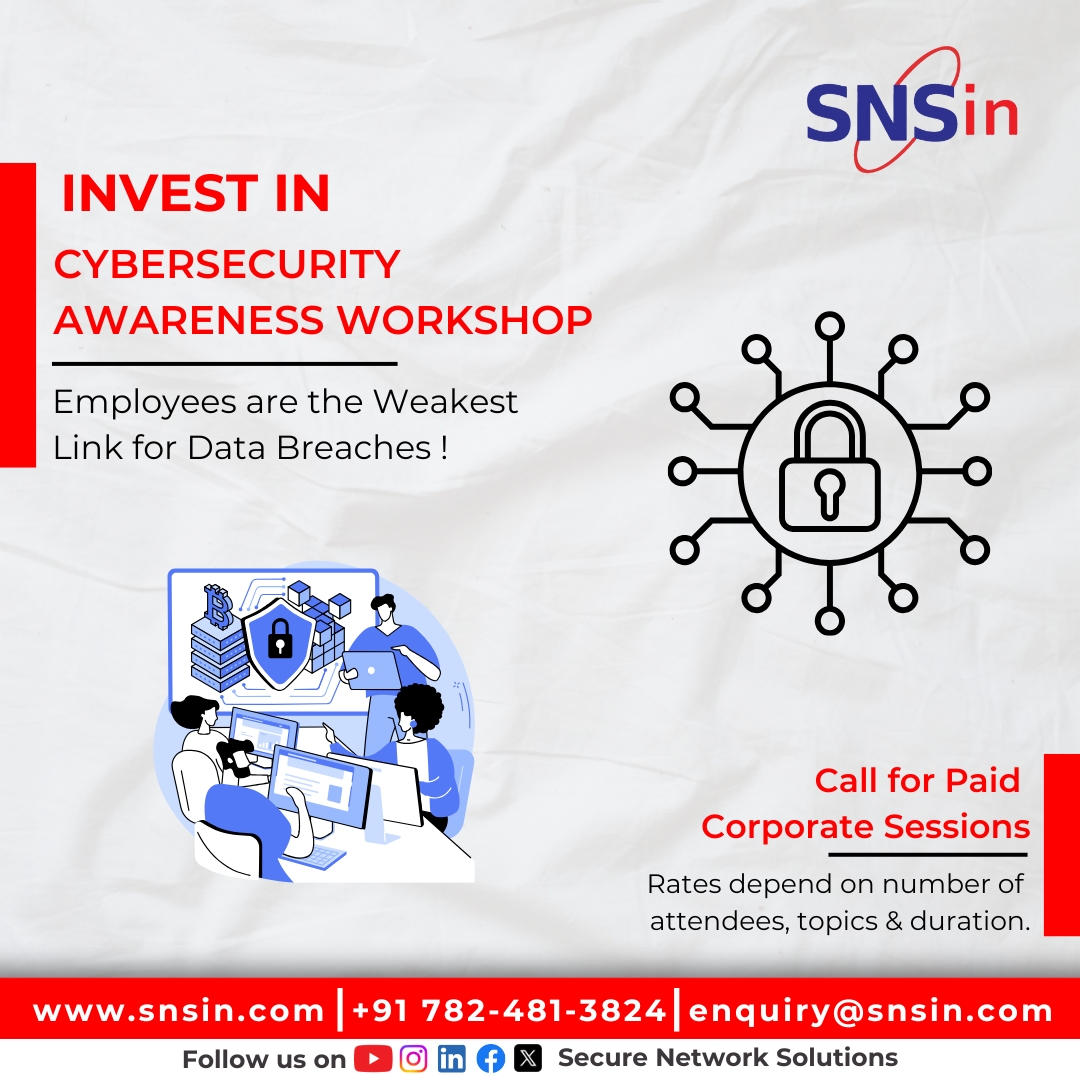 SNSin
INVEST IN
CYBERSECURITY
AWARENESS WORKSHOP
Employees are the Weakest
Link for Data Breaches !
Call for Paid
Corporate Sessions
Rates depend on number of
attendees, topics & duration.
www.snsin.com | +91 782-481-3824 | enquiry@snsin.com
Follow us on Secure Network Solutions